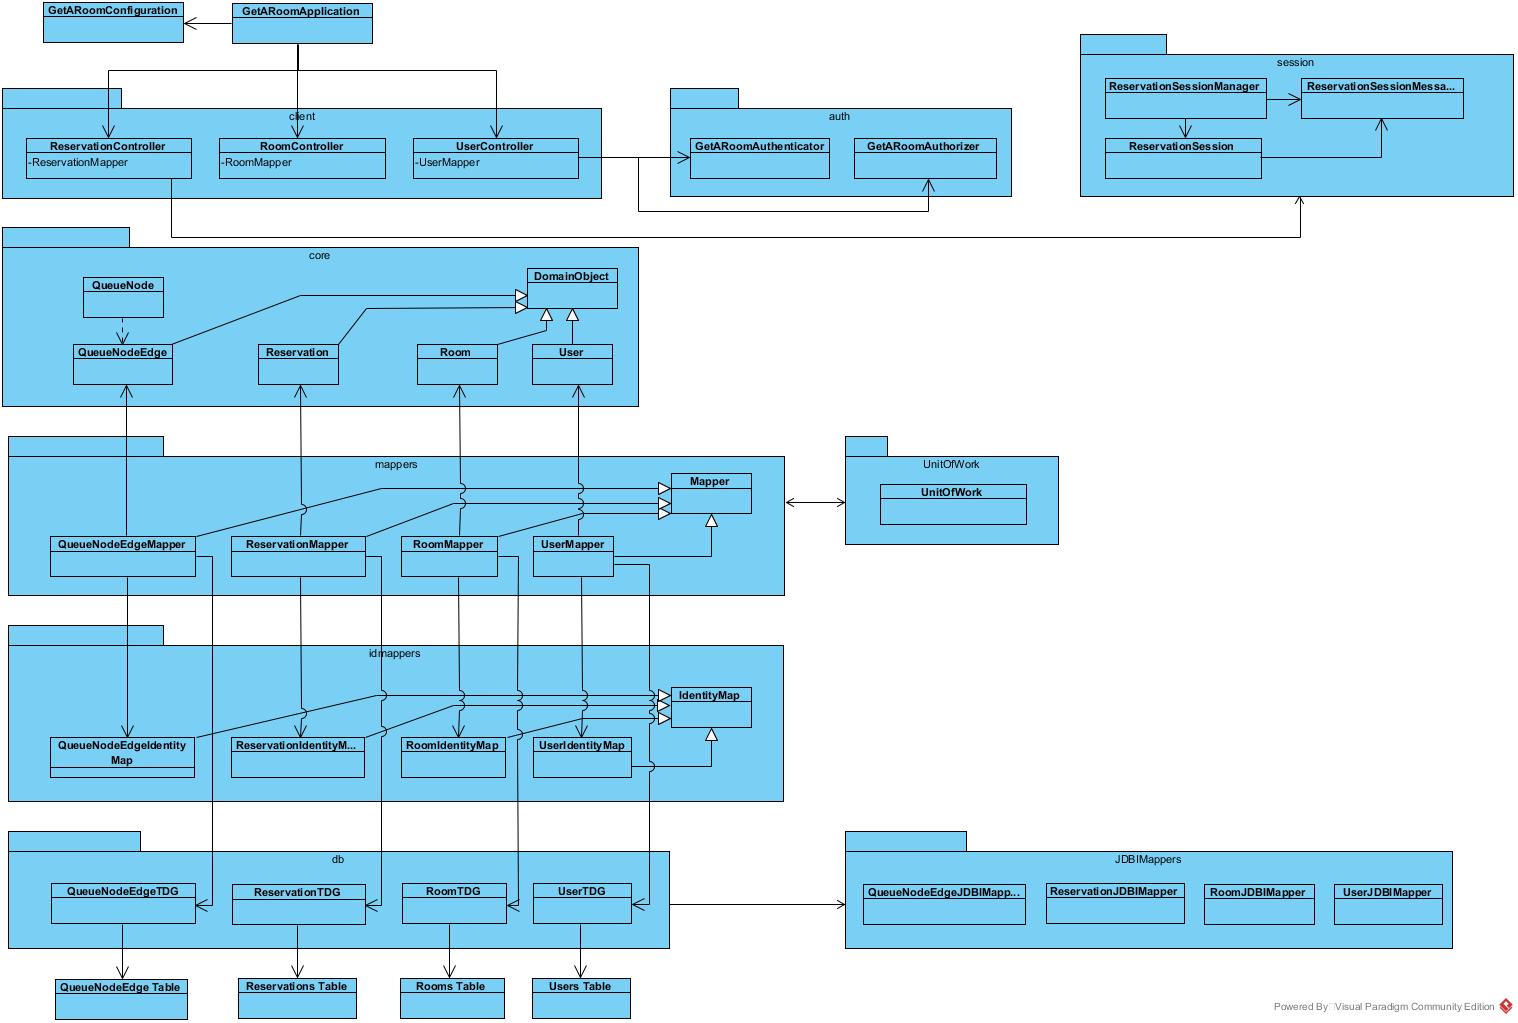 GetARoomConfiguration
GetARoomApplication
session
ReservationSessionManager
ReservationSessionMessa...
ReservationSession
client
ReservationController
-ReservationMapper
RoomController
-RoomMapper
UserController
-UserMapper
auth
GetARoomAuthenticator
GetARoomAuthorizer
core
QueueNode
DomainObject
QueueNodeEdge
Reservation
Room
User
mappers
Mapper
QueueNodeEdgeMapper
ReservationMapper
RoomMapper
UserMapper
UnitOfWork
UnitOfWork
idmappers
IdentityMap
QueueNodeEdgeIdentity
Map
ReservationIdentityM...
RoomIdentityMap
UserIdentityMap
db
QueueNodeEdgeTDG
ReservationTDG
RoomTDG
UserTDG
JDBIMappers
QueueNodeEdgeJDBIMapp...
ReservationJDBIMapper
RoomJDBIMapper
UserJDBIMapper
QueueNodeEdge Table
Reservations Table
Rooms Table
Users Table
Powered By Visual Paradigm Community Edition